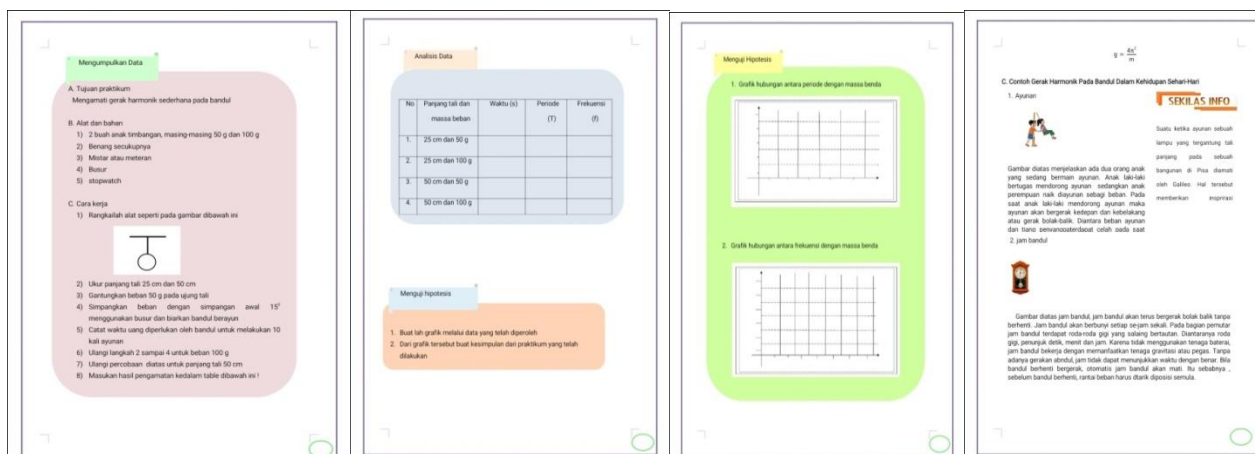 Mengumpulkan Data
A. Tujuan praktikum
Mengamati gerak harmonik sederhana pada bandul
B. Alat dan bahan
1) 2 buah anak timbangan, masing-masing 50 g dan 100 g
2) Benang secukupnya
3) Mistar atau meteran
4) Busur
5) stopwatch
C. Cara kerja
1) Rangkailah alat seperti pada gambar dibawah ini
2) Ukur panjang tali 25 cm dan 50 cm
3) Gantungkan beban 50 g pada ujung tali
4) Simpangkan beban dengan simpangan awal 15⁰
menggunakan busur dan biarkan bandul berayun
5) Catat waktu uang diperlukan oleh bandul untuk melakukan 10
kali ayunan
6) Ulangi langkah 2 sampai 4 untuk beban 100 g
7) Ulangi percobaan diatas untuk panjang tali 50 cm
8) Masukan hasil pengamatan kedalam table dibawah ini !
Analisis Data
No Panjang tali dan Waktu (s) Periode Frekuensi
massa beban (T) (f)
1. 25 cm dan 50 g
2. 25 cm dan 100 g
3. 50 cm dan 50 g
4. 50 cm dan 100 g
Menguji hipotesis
1. Buat lah grafik melalui data yang telah diperoleh
2. Dari grafik tersebut buat kesimpulan dari praktikum yang telah
dilakukan
Menguji Hipotesis
1. Grafik hubungan antara periode dengan massa benda
2. Grafik hubungan antara frekuensi dengan massa benda
g = 4π²/m
C. Contoh Gerak Harmonik Pada Bandul Dalam Kehidupan Sehari-Hari
1. Ayunan
Gambar diatas menjelaskan ada dua orang anak
yang sedang bermain ayunan. Anak laki-laki
bertugas mendorong ayunan sedangkan anak
perempuan naik diayunan sebagi beban. Pada
saat anak laki-laki mendorong ayunan maka
ayunan akan bergerak kedepan dan kebelakang
atau gerak bolak-balik. Diantara beban ayunan
dan tiang penyanggaterdapat celah pada saat
SEKILAS INFO
Suatu ketika ayunan sebuah
lampu yang tergantung tali
panjang pada sebuah
bangunan di Pisa diamati
oleh Galileo. Hal tersebut
memberikan insprirasi
2. jam bandul
Gambar diatas jam bandul, jam bandul akan terus bergerak bolak balik tanpa
berhenti. Jam bandul akan berbunyi setiap se-jam sekali. Pada bagian pemutar
jam bandul terdapat roda-roda gigi yang salaing bertautan. Diantaranya roda
gigi, penunjuk detik, menit dan jam. Karena tidak menggunakan tenaga baterai,
jam bandul bekerja dengan memanfaatkan tenaga gravitasi atau pegas. Tanpa
adanya gerakan abndul, jam tidak dapat menunjukkan waktu dengan benar. Bila
bandul berhenti bergerak, otomatis jam bandul akan mati. Itu sebabnya ,
sebelum bandul berhenti, rantai beban harus dtarik diposisi semula.